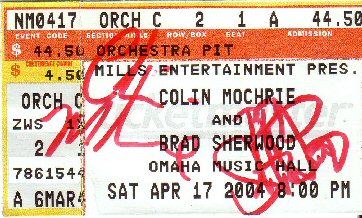 NM0417 ORCH C 2 1 A 44.50
EVENT CODE SECTION/AISLE ROW/BOX SEAT ADMISSION
$ 44.50 ORCHESTRA PIT
$ 4.50 MILLS ENTERTAINMENT PRES.
ORCH C COLIN MOCHRIE
ZWS AND
2 BRAD SHERWOOD
7861544 OMAHA MUSIC HALL
A 6MAR4 SAT APR 17 2004 8:00 PM